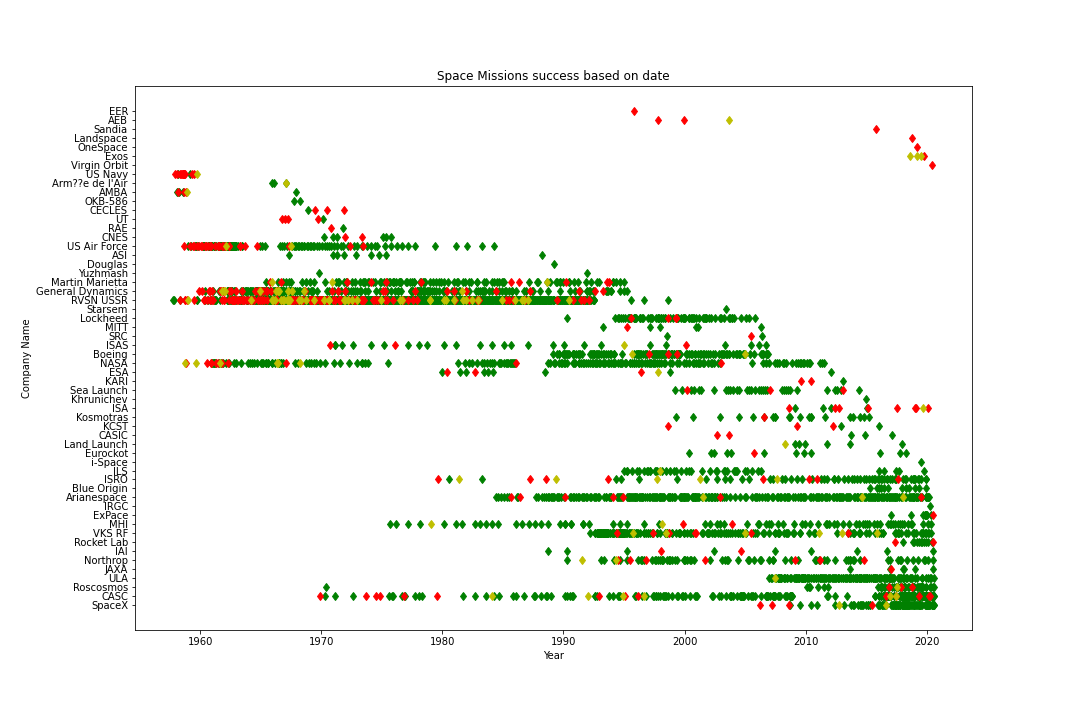 Space Missions success based on date
EER
AEB
Sandia
Landspace
OneSpace
Exos
Virgin Orbit
US Navy
Arm??e de l'Air
AMBA
OKB-586
CECLES
UT
RAE
CNES
US Air Force
ASI
Douglas
Yuzhmash
Martin Marietta
General Dynamics
RVSN USSR
Starsem
Lockheed
MITT
SRC
ISAS
Boeing
NASA
ESA
KARI
Sea Launch
Khrunichev
ISA
Kosmotras
KCST
CASIC
Land Launch
Eurockot
i-Space
ILS
ISRO
Blue Origin
Arianespace
IRGC
ExPace
MHI
VKS RF
Rocket Lab
IAI
Northrop
JAXA
ULA
Roscosmos
CASC
SpaceX
Company Name
1960 1970 1980 1990 2000 2010 2020
Year